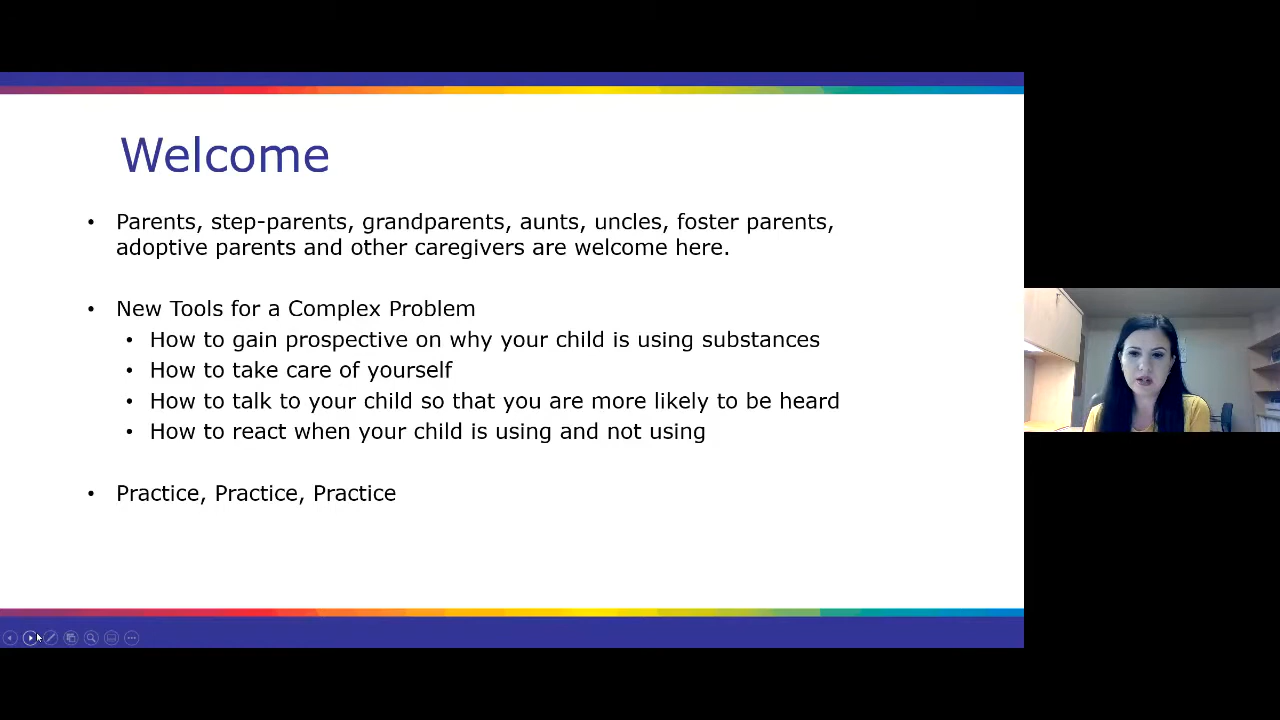 Welcome
• Parents, step-parents, grandparents, aunts, uncles, foster parents,
adoptive parents and other caregivers are welcome here.
• New Tools for a Complex Problem
• How to gain prospective on why your child is using substances
• How to take care of yourself
• How to talk to your child so that you are more likely to be heard
• How to react when your child is using and not using
• Practice, Practice, Practice